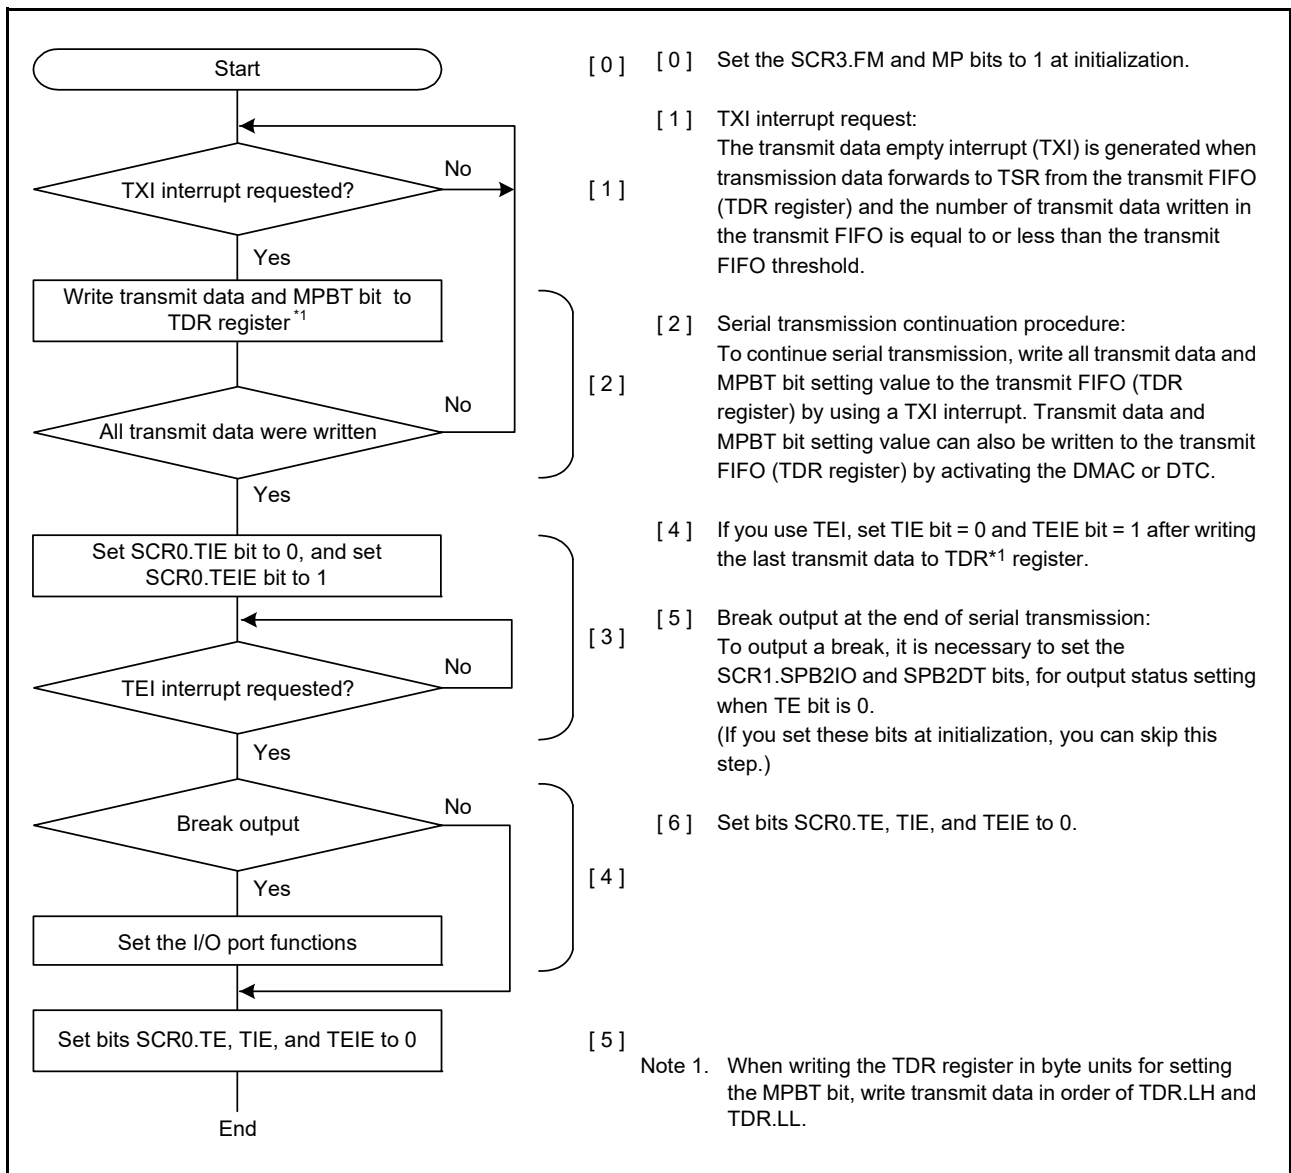 Start
[ 0 ]
TXI interrupt requested?
No
[ 1 ]
Yes
Write transmit data and MPBT bit to
TDR register *1
[ 2 ]
All transmit data were written
No
Yes
Set SCR0.TIE bit to 0, and set
SCR0.TEIE bit to 1
[ 3 ]
TEI interrupt requested?
No
Yes
Break output
No
[ 4 ]
Yes
Set the I/O port functions
Set bits SCR0.TE, TIE, and TEIE to 0
[ 5 ]
End
[ 0 ] Set the SCR3.FM and MP bits to 1 at initialization.
[ 1 ] TXI interrupt request:
The transmit data empty interrupt (TXI) is generated when
transmission data forwards to TSR from the transmit FIFO
(TDR register) and the number of transmit data written in
the transmit FIFO is equal to or less than the transmit
FIFO threshold.
[ 2 ] Serial transmission continuation procedure:
To continue serial transmission, write all transmit data and
MPBT bit setting value to the transmit FIFO (TDR
register) by using a TXI interrupt. Transmit data and
MPBT bit setting value can also be written to the transmit
FIFO (TDR register) by activating the DMAC or DTC.
[ 4 ] If you use TEI, set TIE bit = 0 and TEIE bit = 1 after writing
the last transmit data to TDR*1 register.
[ 5 ] Break output at the end of serial transmission:
To output a break, it is necessary to set the
SCR1.SPB2IO and SPB2DT bits, for output status setting
when TE bit is 0.
(If you set these bits at initialization, you can skip this
step.)
[ 6 ] Set bits SCR0.TE, TIE, and TEIE to 0.
Note 1. When writing the TDR register in byte units for setting
the MPBT bit, write transmit data in order of TDR.LH and
TDR.LL.